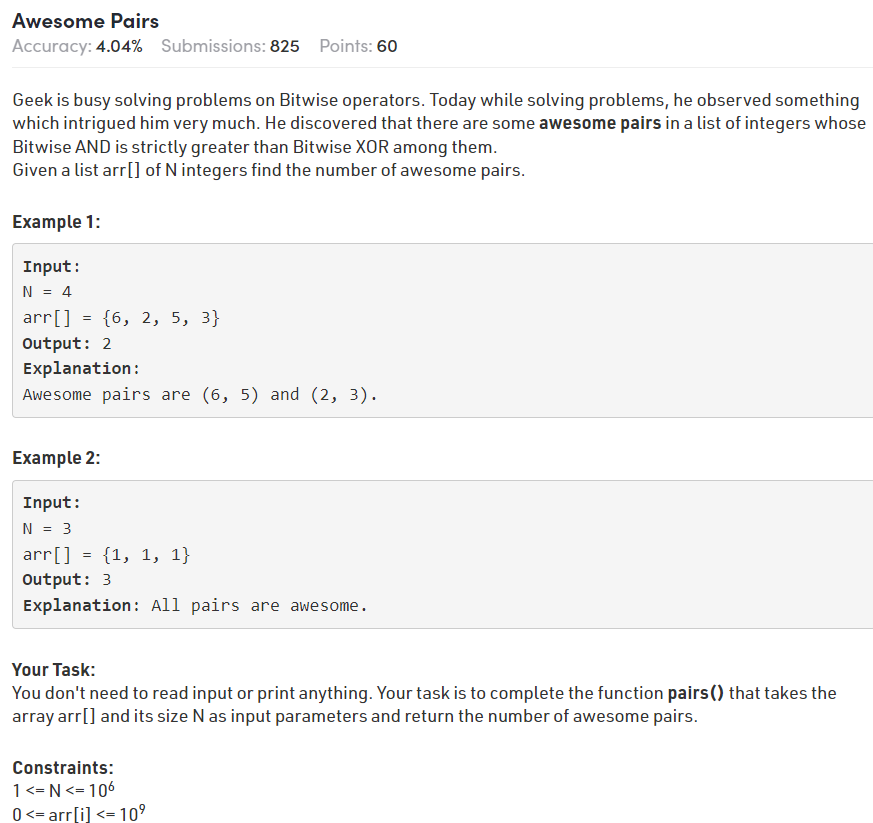 Awesome Pairs
Accuracy: 4.04% Submissions: 825 Points: 60
Geek is busy solving problems on Bitwise operators. Today while solving problems, he observed something
which intrigued him very much. He discovered that there are some awesome pairs in a list of integers whose
Bitwise AND is strictly greater than Bitwise XOR among them.
Given a list arr[] of N integers find the number of awesome pairs.
Example 1:
Input:
N = 4
arr[] = {6, 2, 5, 3}
Output: 2
Explanation:
Awesome pairs are (6, 5) and (2, 3).
Example 2:
Input:
N = 3
arr[] = {1, 1, 1}
Output: 3
Explanation: All pairs are awesome.
Your Task:
You don't need to read input or print anything. Your task is to complete the function pairs() that takes the
array arr[] and its size N as input parameters and return the number of awesome pairs.
Constraints:
1 <= N <= 10⁶
0 <= arr[i] <= 10⁹